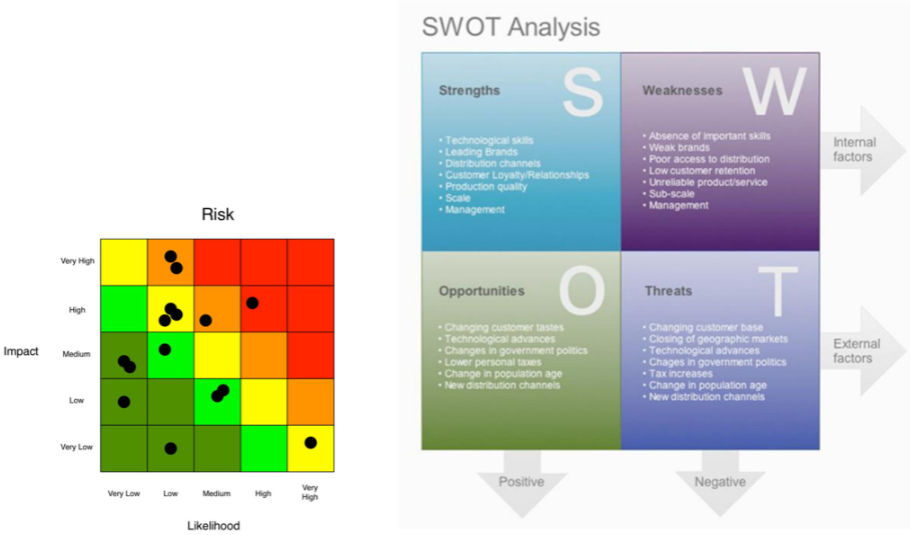 SWOT Analysis
Strengths
S
• Technological skills
• Leading Brands
• Distribution channels
• Customer Loyalty/Relationships
• Production quality
• Scale
• Management
Weaknesses
W
• Absence of important skills
• Weak brands
• Poor access to distribution
• Low customer retention
• Unreliable product/service
• Sub-scale
• Management
Internal
factors
Opportunities
O
• Changing customer tastes
• Technological advances
• Changes in government politics
• Lower personal taxes
• Change in population age
• New distribution channels
Threats
T
• Changing customer base
• Closing of geographic markets
• Technological advances
• Chages in government politics
• Tax increases
• Change in population age
• New distribution channels
External
factors
Positive
Negative
Risk
Impact
Very High
High
Medium
Low
Very Low
Very Low
Low
Medium
High
Very
High
Likelihood